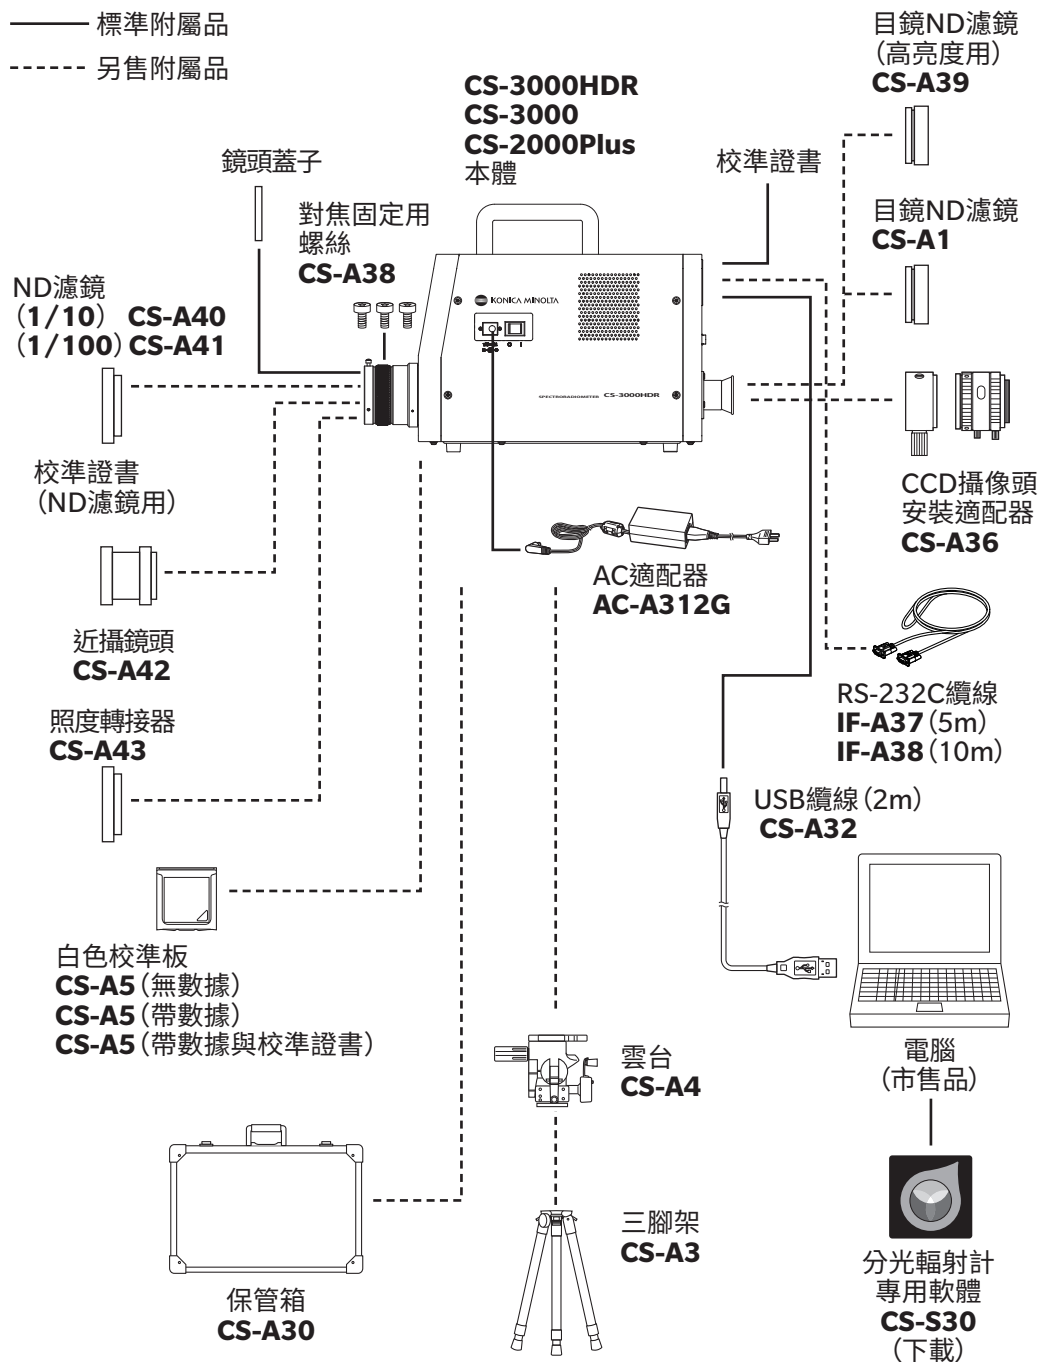 標準附屬品
另售附屬品
CS-3000HDR
CS-3000
CS-2000Plus
本體
目鏡ND濾鏡
（高亮度用）
CS-A39
鏡頭蓋子
校準證書
對焦固定用
螺絲
CS-A38
目鏡ND濾鏡
CS-A1
ND濾鏡
（1/10） CS-A40
（1/100）CS-A41
KONICA MINOLTA
SPECTRORADIOMETER CS-3000HDR
校準證書
（ND濾鏡用）
CCD攝像頭
安裝適配器
CS-A36
AC適配器
AC-A312G
近攝鏡頭
CS-A42
RS-232C纜線
IF-A37（5m）
IF-A38（10m）
照度轉接器
CS-A43
USB纜線（2m）
CS-A32
白色校準板
CS-A5（無數據）
CS-A5（帶數據）
CS-A5（帶數據與校準證書）
電腦
（市售品）
雲台
CS-A4
三腳架
CS-A3
分光輻射計
專用軟體
CS-S30
（下載）
保管箱
CS-A30